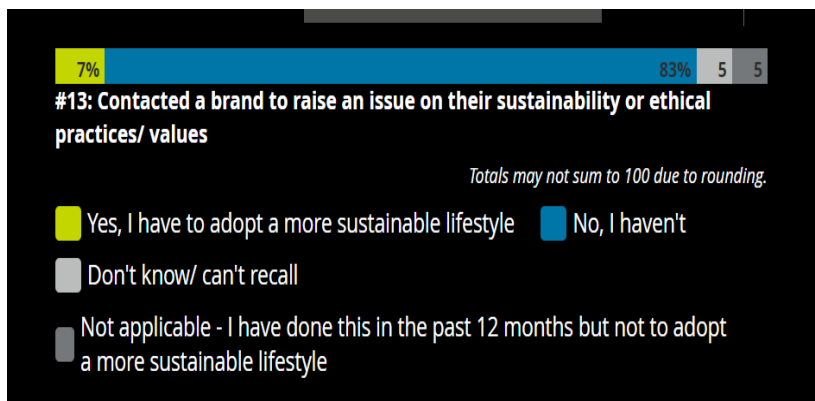 7% 83% 5 5
#13: Contacted a brand to raise an issue on their sustainability or ethical
practices/ values
Totals may not sum to 100 due to rounding.
Yes, I have to adopt a more sustainable lifestyle No, I haven't
Don't know/ can't recall
Not applicable - I have done this in the past 12 months but not to adopt
a more sustainable lifestyle